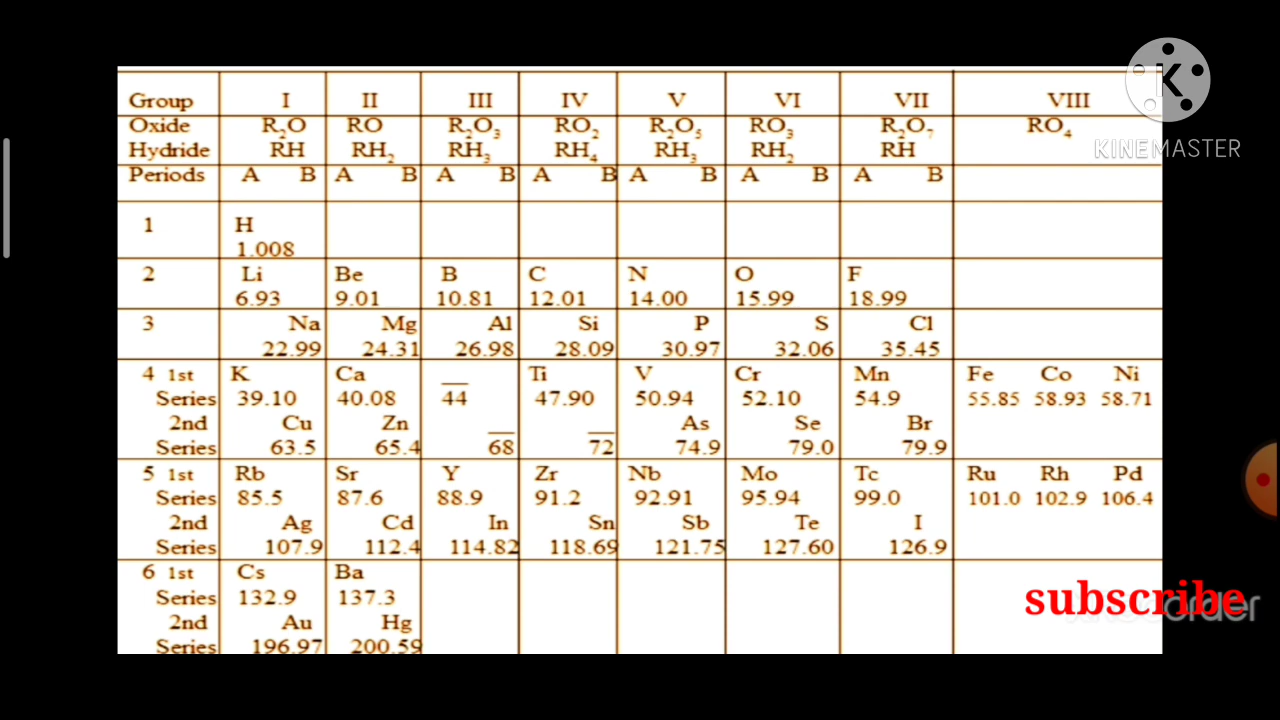 Group I II III IV V VI VII VIII
Oxide R₂O RO R₂O₃ RO₂ R₂O₅ RO₃ R₂O₇ RO₄
Hydride RH RH₂ RH₃ RH₄ RH₃ RH₂ RH
Periods A B A B A B A B A B A B A B
1 H
1.008
2 Li Be B C N O F
6.93 9.01 10.81 12.01 14.00 15.99 18.99
3 Na Mg Al Si P S Cl
22.99 24.31 26.98 28.09 30.97 32.06 35.45
4 1st K Ca — Ti V Cr Mn Fe Co Ni
Series 39.10 40.08 44 47.90 50.94 52.10 54.9 55.85 58.93 58.71
2nd Cu Zn — — As Se Br
Series 63.5 65.4 68 72 74.9 79.0 79.9
5 1st Rb Sr Y Zr Nb Mo Tc Ru Rh Pd
Series 85.5 87.6 88.9 91.2 92.91 95.94 99.0 101.0 102.9 106.4
2nd Ag Cd In Sn Sb Te I
Series 107.9 112.4 114.82 118.69 121.75 127.60 126.9
6 1st Cs Ba
Series 132.9 137.3
2nd Au Hg
Series 196.97 200.59
K
KINEMASTER
subscribe